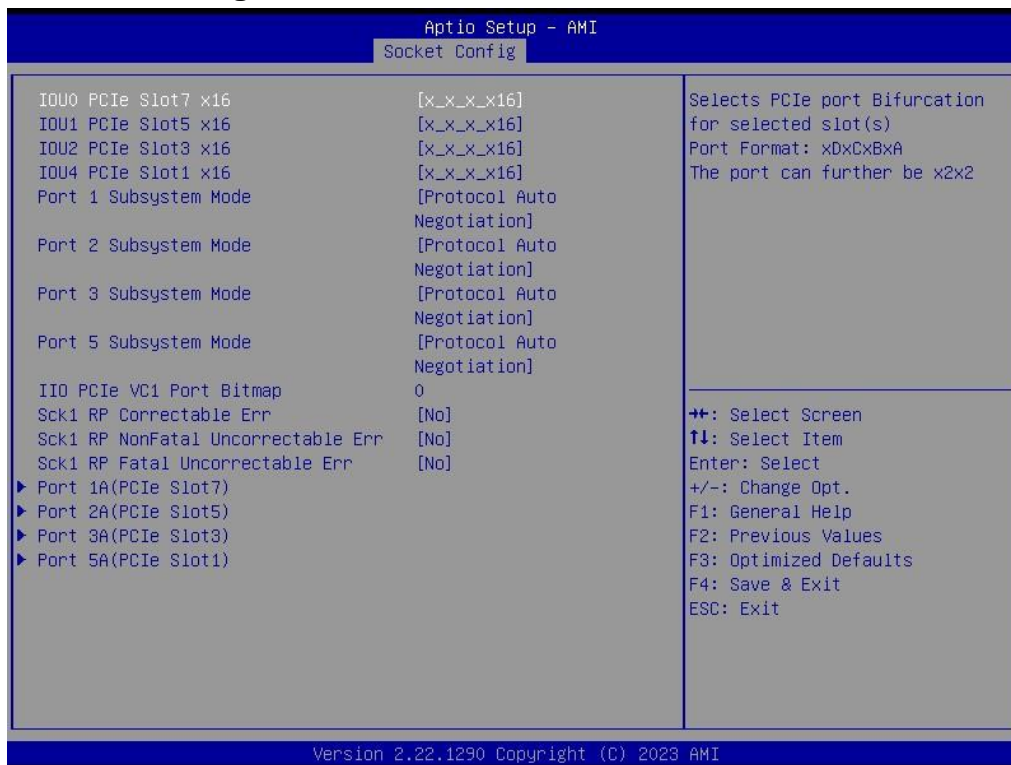 Aptio Setup – AMI
Socket Config
IOU0 PCIe Slot7 x16 [x_x_x_x16]
IOU1 PCIe Slot5 x16 [x_x_x_x16]
IOU2 PCIe Slot3 x16 [x_x_x_x16]
IOU4 PCIe Slot1 x16 [x_x_x_x16]
Port 1 Subsystem Mode [Protocol Auto
Negotiation]
Port 2 Subsystem Mode [Protocol Auto
Negotiation]
Port 3 Subsystem Mode [Protocol Auto
Negotiation]
Port 5 Subsystem Mode [Protocol Auto
Negotiation]
IIO PCIe VC1 Port Bitmap 0
Sck1 RP Correctable Err [No]
Sck1 RP NonFatal Uncorrectable Err [No]
Sck1 RP Fatal Uncorrectable Err [No]
Port 1A(PCIe Slot7)
Port 2A(PCIe Slot5)
Port 3A(PCIe Slot3)
Port 5A(PCIe Slot1)
Selects PCIe port Bifurcation
for selected slot(s)
Port Format: xDxCxBxA
The port can further be x2x2
→←: Select Screen
↑↓: Select Item
Enter: Select
+/-: Change Opt.
F1: General Help
F2: Previous Values
F3: Optimized Defaults
F4: Save & Exit
ESC: Exit
Version 2.22.1290 Copyright (C) 2023 AMI